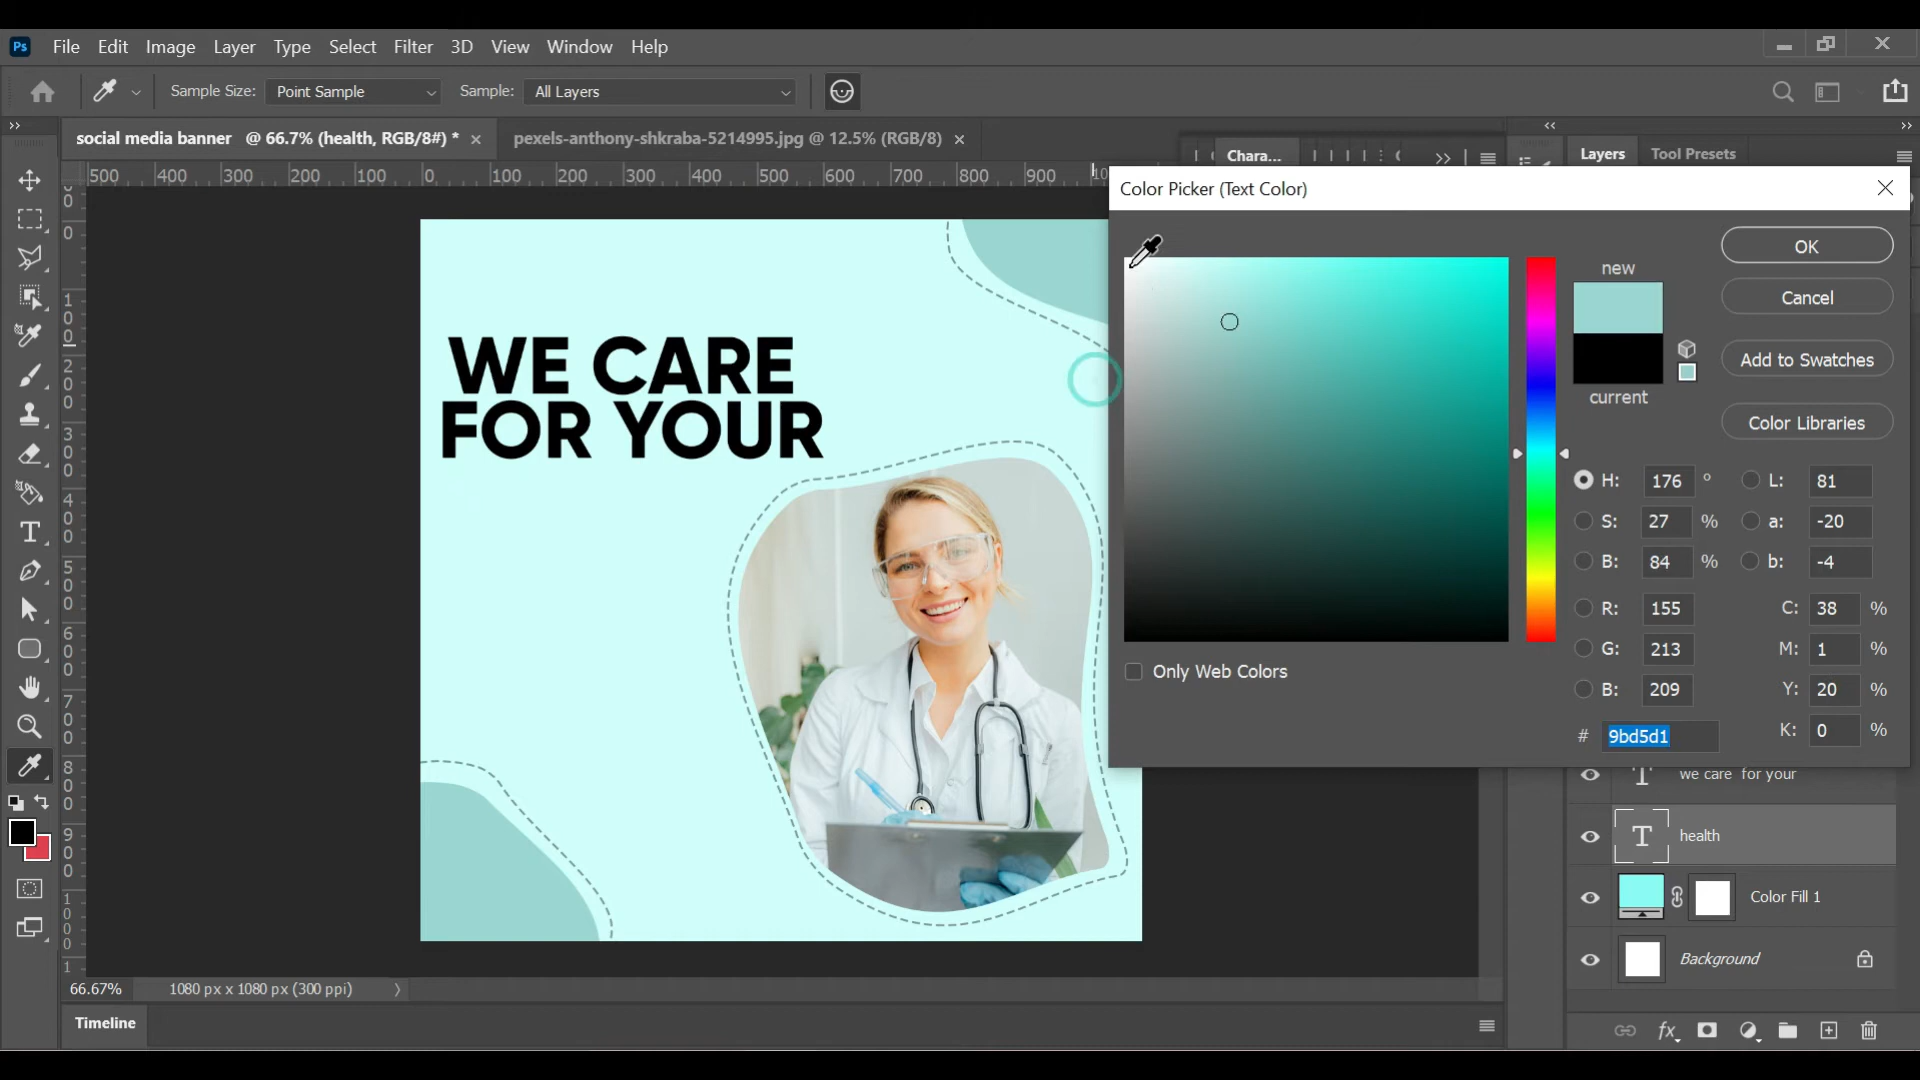 Ps File Edit Image Layer Type Select Filter 3D View Window Help
Sample Size: Point Sample Sample: All Layers
social media banner @ 66.7% (health, RGB/8#) * × pexels-anthony-shkraba-5214995.jpg @ 12.5% (RGB/8) ×
Chara...
Layers Tool Presets
500 400 300 200 100 0 100 200 300 400 500 600 700 800 900
Color Picker (Text Color)
new
current
OK
Cancel
Add to Swatches
Color Libraries
H: 176 º L: 81
S: 27 % a: -20
B: 84 % b: -4
R: 155 C: 38 %
G: 213 M: 1 %
B: 209 Y: 20 %
# 9bd5d1 K: 0 %
Only Web Colors
WE CARE
FOR YOUR
we care for your
T health
Color Fill 1
Background
fx
66.67% 1080 px x 1080 px (300 ppi)
Timeline